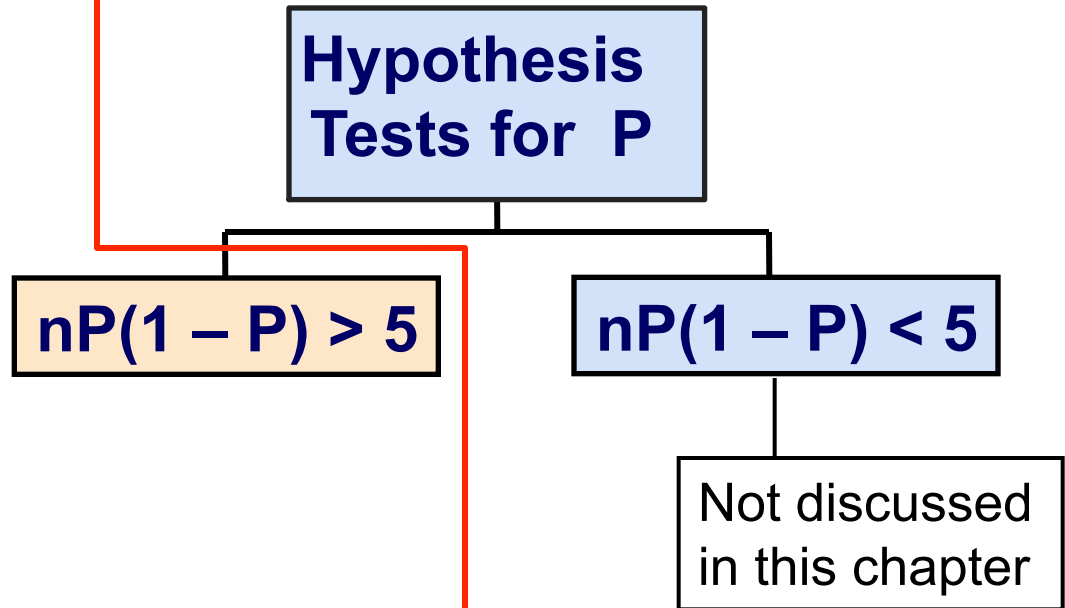 Hypothesis
Tests for P
nP(1 – P) > 5
nP(1 – P) < 5
Not discussed
in this chapter